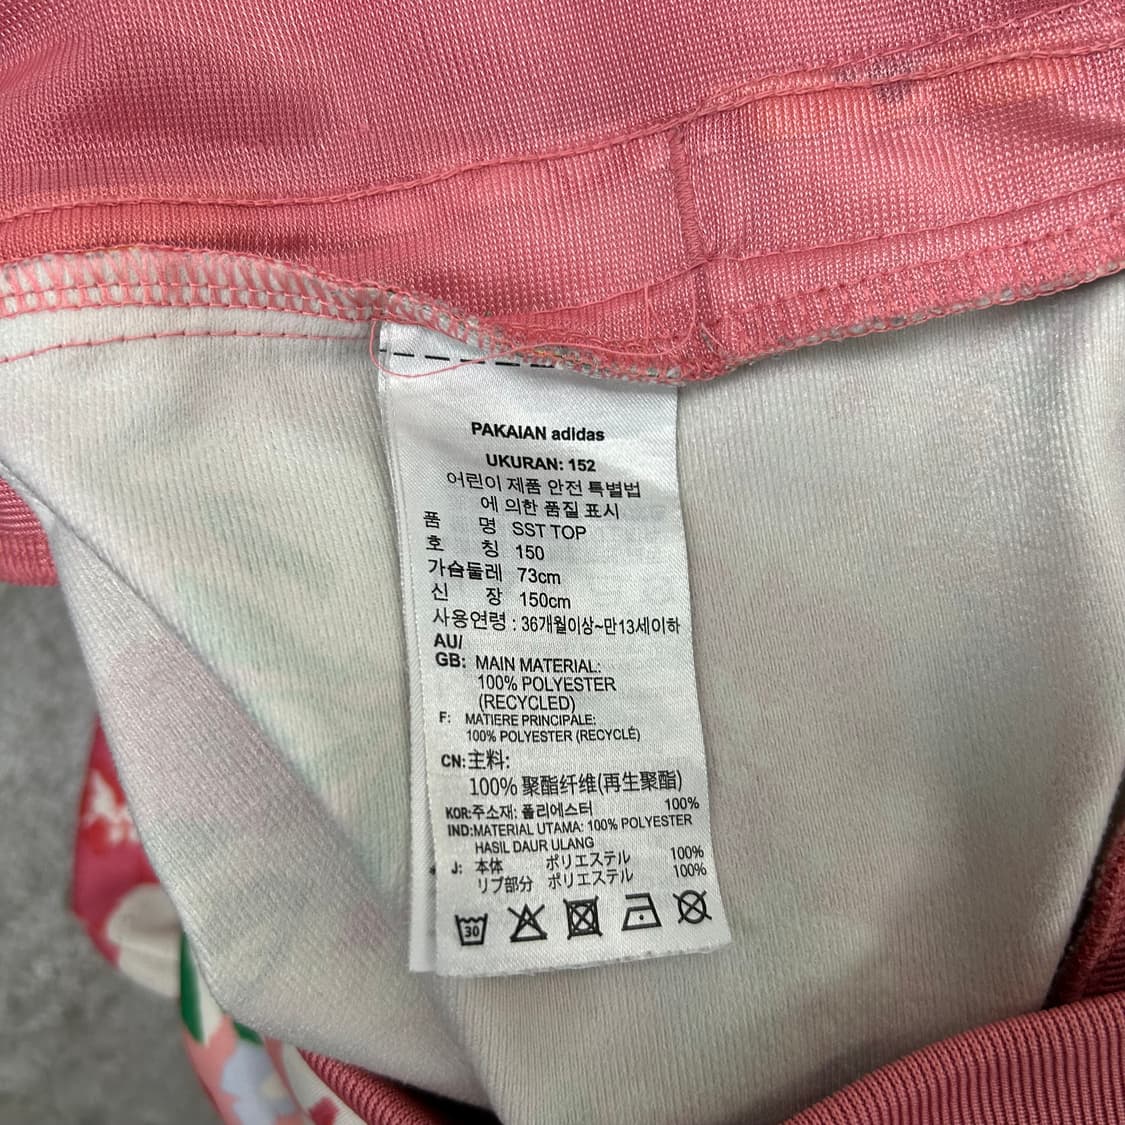 PAKAIAN adidas
UKURAN: 152
어린이 제품 안전 특별법
에 의한 품질 표시
품 명 SST TOP
호 칭 150
가슴둘레 73cm
신 장 150cm
사용연령 : 36개월이상~만13세이하
AU/
GB: MAIN MATERIAL:
100% POLYESTER
(RECYCLED)
F: MATIERE PRINCIPALE:
100% POLYESTER (RECYCLÉ)
CN:主料:
100% 聚酯纤维(再生聚酯)
KOR:주소재: 폴리에스터 100%
IND:MATERIAL UTAMA: 100% POLYESTER
HASIL DAUR ULANG
J: 本体 ポリエステル 100%
リブ部分 ポリエステル 100%
30